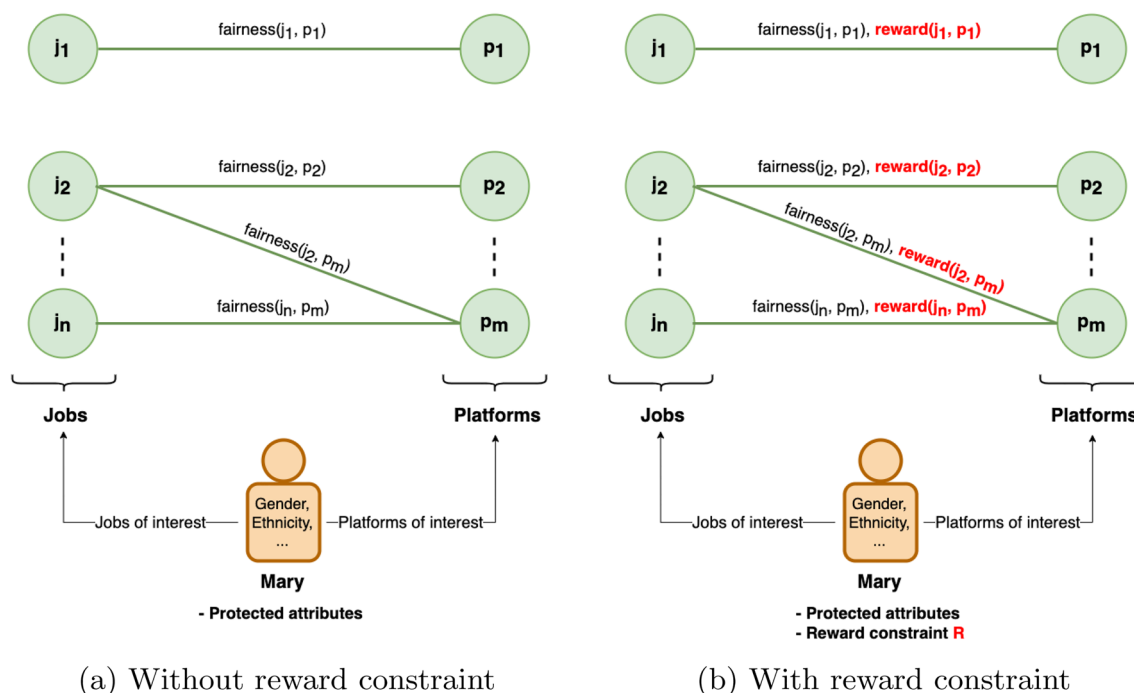 j1
fairness(j1, p1)
p1
j2
fairness(j2, p2)
p2
fairness(j2, pm)
jn
fairness(jn, pm)
pm
Jobs
Platforms
Jobs of interest
Gender,
Ethnicity,
...
Platforms of interest
Mary
- Protected attributes
(a) Without reward constraint
j1
fairness(j1, p1), reward(j1, p1)
p1
j2
fairness(j2, p2), reward(j2, p2)
p2
fairness(j2, pm), reward(j2, pm)
jn
fairness(jn, pm), reward(jn, pm)
pm
Jobs
Platforms
Jobs of interest
Gender,
Ethnicity,
...
Platforms of interest
Mary
- Protected attributes
- Reward constraint R
(b) With reward constraint